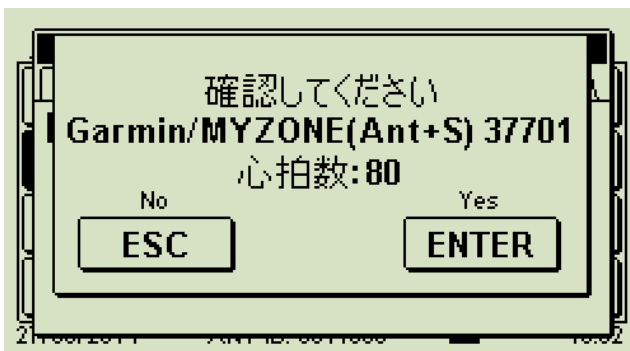 確認してください
Garmin/MYZONE(Ant+S) 37701
心拍数:80
No
Yes
ESC
ENTER